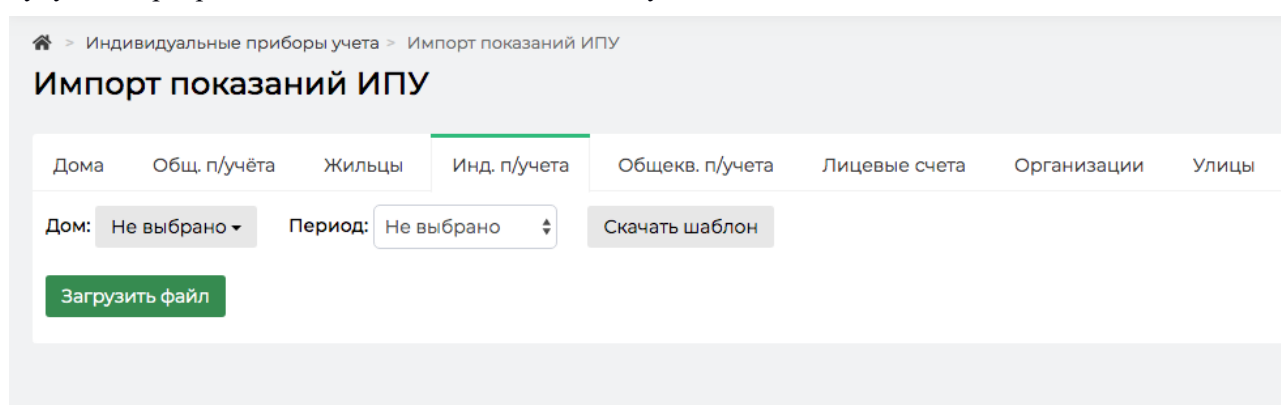 > Индивидуальные приборы учета > Импорт показаний ИПУ
Импорт показаний ИПУ
Дома Общ. п/учёта Жильцы Инд. п/учета Общекв. п/учета Лицевые счета Организации Улицы
Дом: Не выбрано Период: Не выбрано Скачать шаблон
Загрузить файл